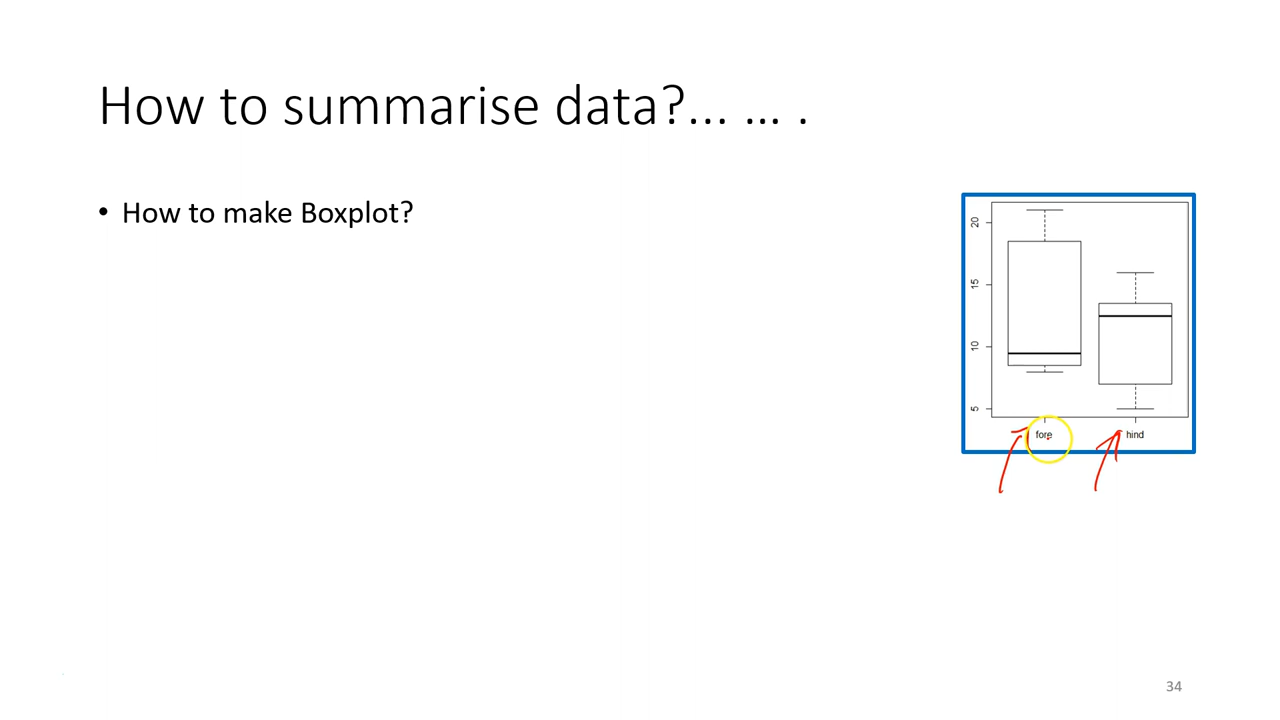 How to summarise data?... ... .
• How to make Boxplot?
20
15
10
5
fore
hind
34